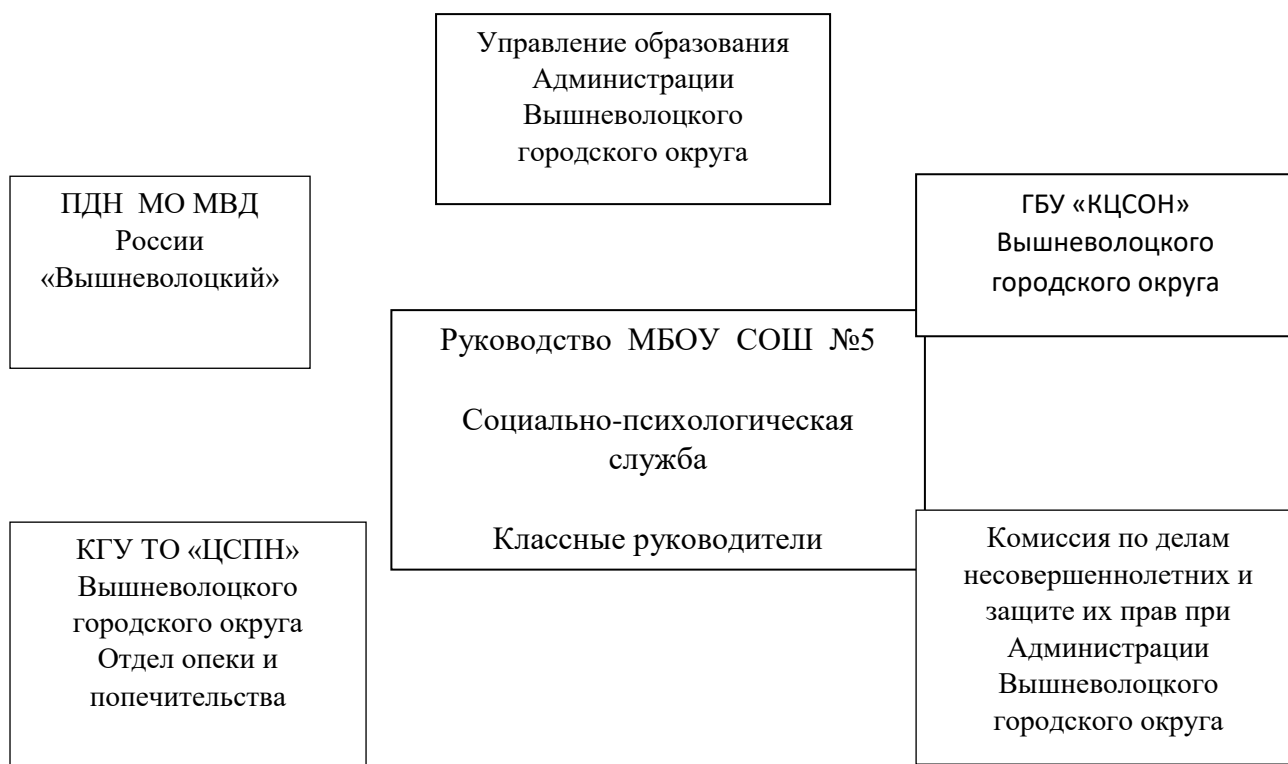 Управление образования
Администрации
Вышневолоцкого
городского округа
ПДН МО МВД
России
«Вышневолоцкий»
ГБУ «КЦСОН»
Вышневолоцкого
городского округа
Руководство МБОУ СОШ №5
Социально-психологическая
служба
Классные руководители
КГУ ТО «ЦСПН»
Вышневолоцкого
городского округа
Отдел опеки и
попечительства
Комиссия по делам
несовершеннолетних и
защите их прав при
Администрации
Вышневолоцкого
городского округа